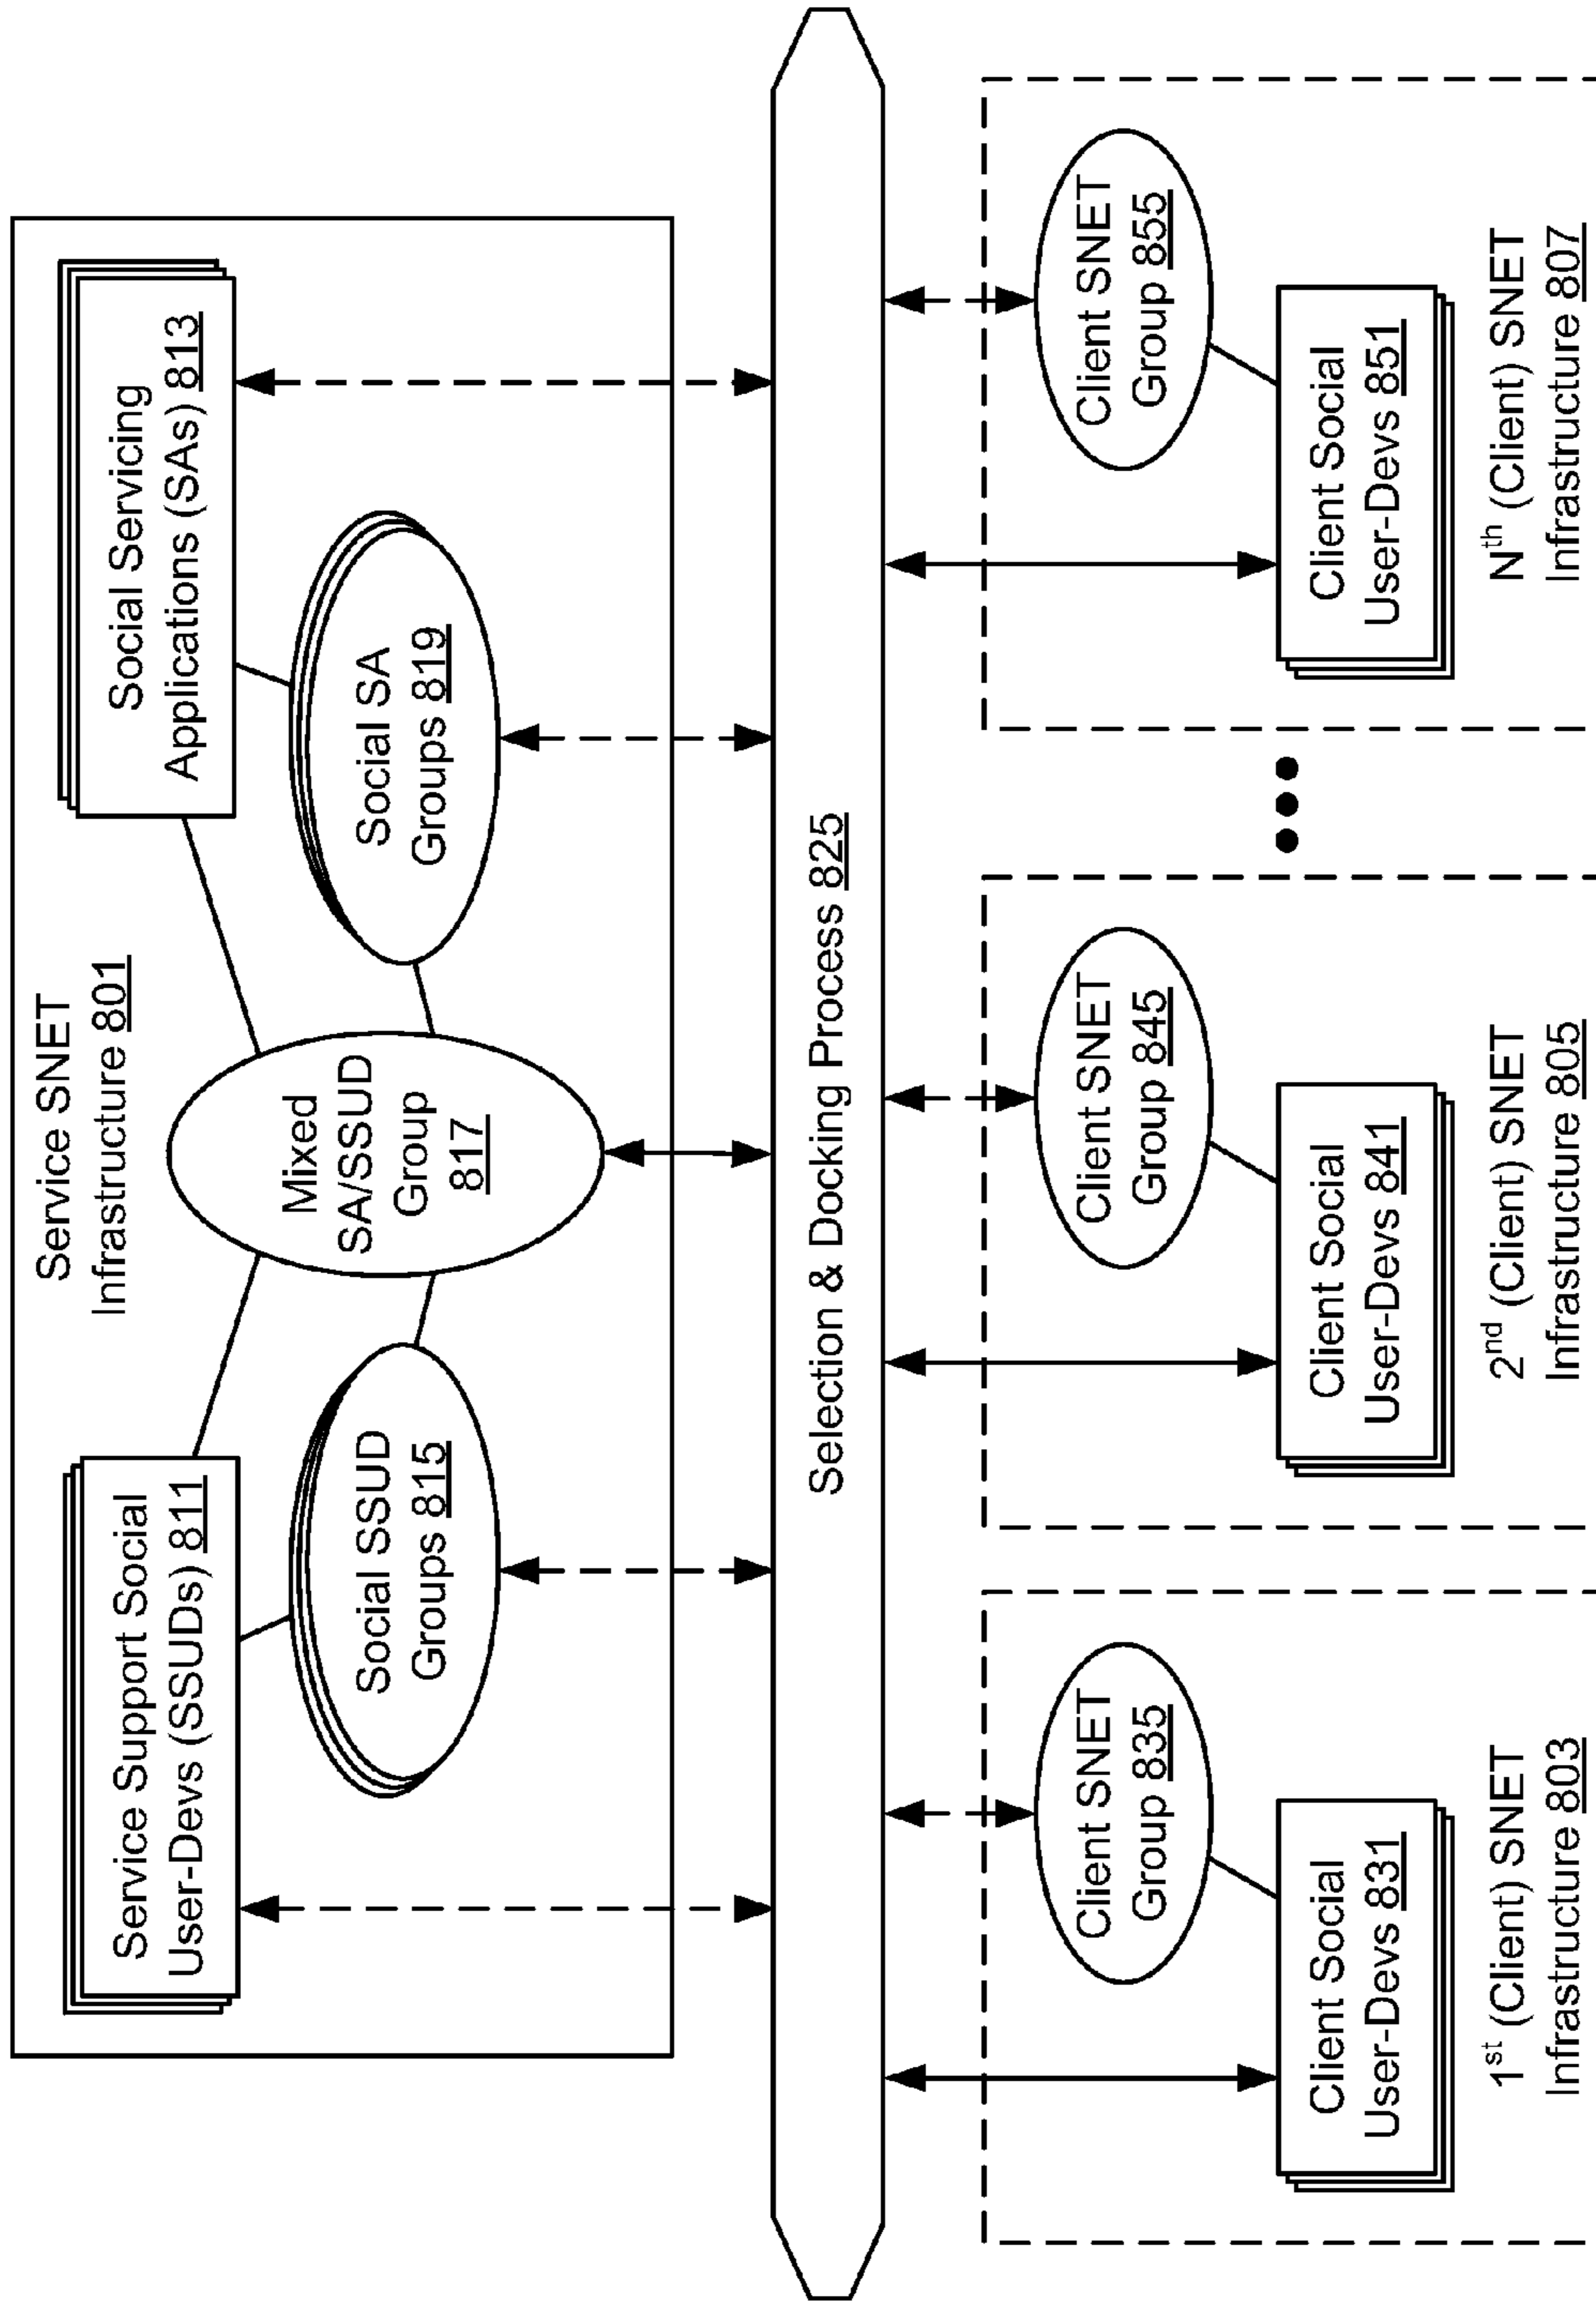 Service SNET
Infrastructure 801
Service Support Social
User-Devs (SSUDs) 811
Social Servicing
Applications (SAs) 813
Mixed
SA/SSUD
Group
817
Social SSUD
Groups 815
Social SA
Groups 819
Selection & Docking Process 825
Client SNET
Group 835
Client Social
User-Devs 831
1st (Client) SNET
Infrastructure 803
Client SNET
Group 845
Client Social
User-Devs 841
2nd (Client) SNET
Infrastructure 805
Client SNET
Group 855
Client Social
User-Devs 851
Nth (Client) SNET
Infrastructure 807